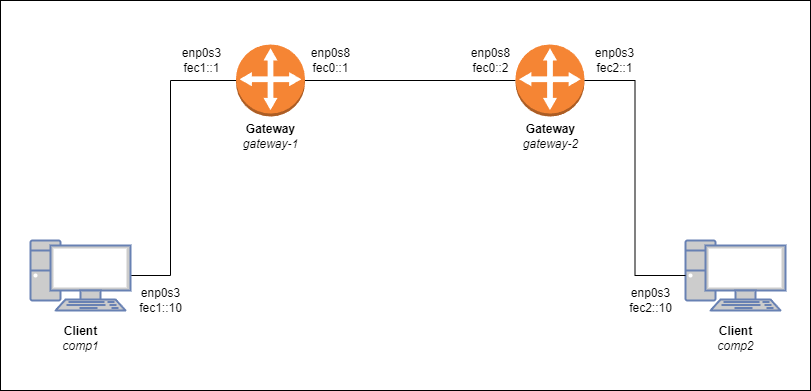 enp0s3
fec1::1
enp0s8
fec0::1
enp0s8
fec0::2
enp0s3
fec2::1
Gateway
gateway-1
Gateway
gateway-2
enp0s3
fec1::10
enp0s3
fec2::10
Client
comp1
Client
comp2